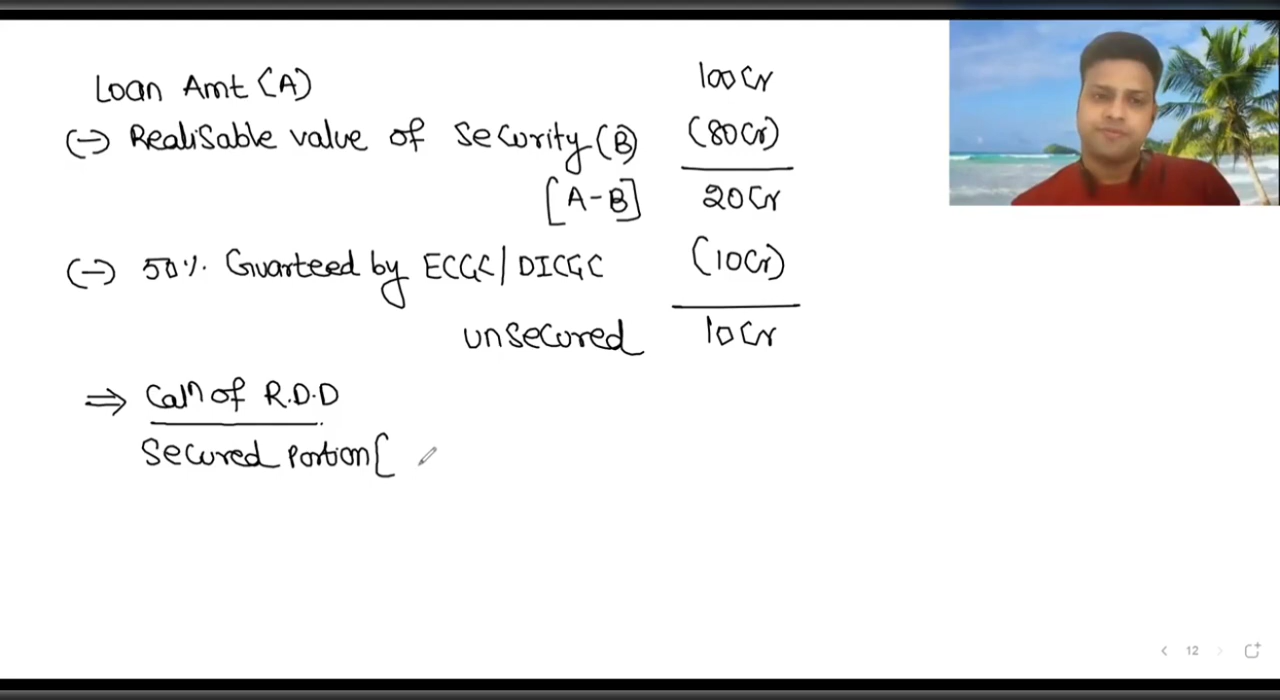 Loan Amt (A) 100 Cr
(-) Realisable value of Security (B) (80 Cr)
[A-B] 20 Cr
(-) 50%. Guarteed by ECGC/DICGC (10 Cr)
unsecured 10 Cr
⇒ Caln of R.D.D
Secured Portion [
< 12 >